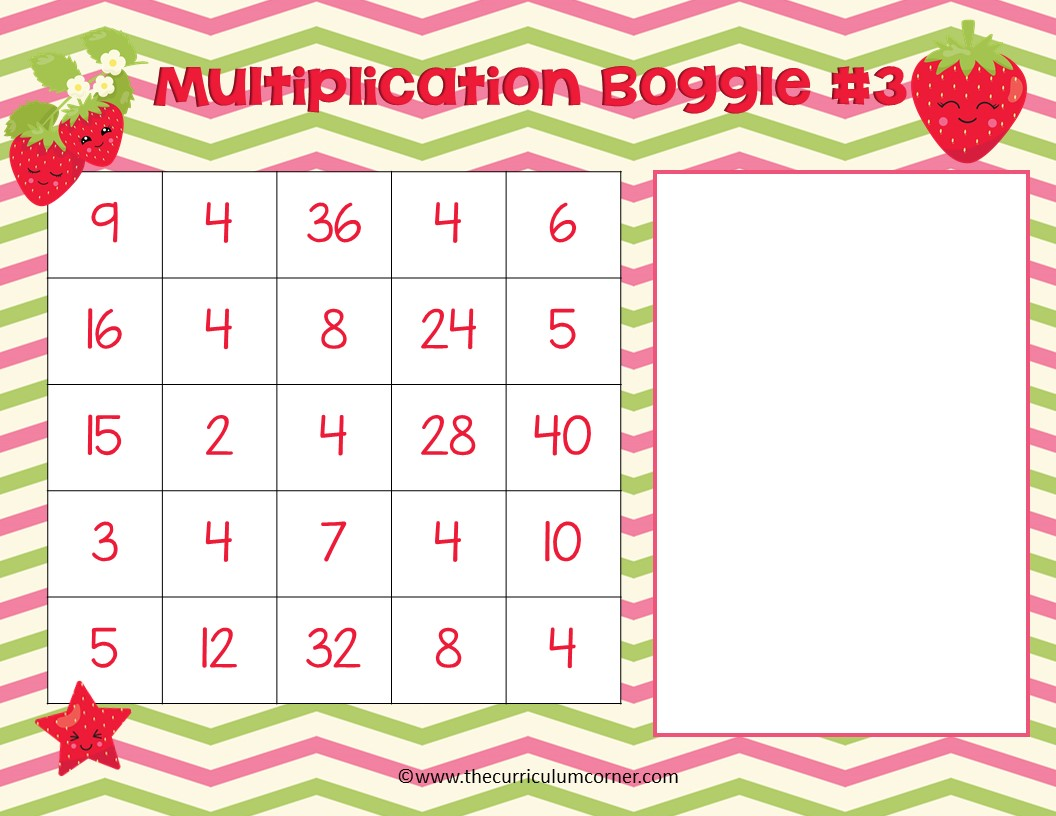 Multiplication Boggle #3
9 4 36 4 6
16 4 8 24 5
15 2 4 28 40
3 4 7 4 10
5 12 32 8 4
©www.thecurriculumcorner.com